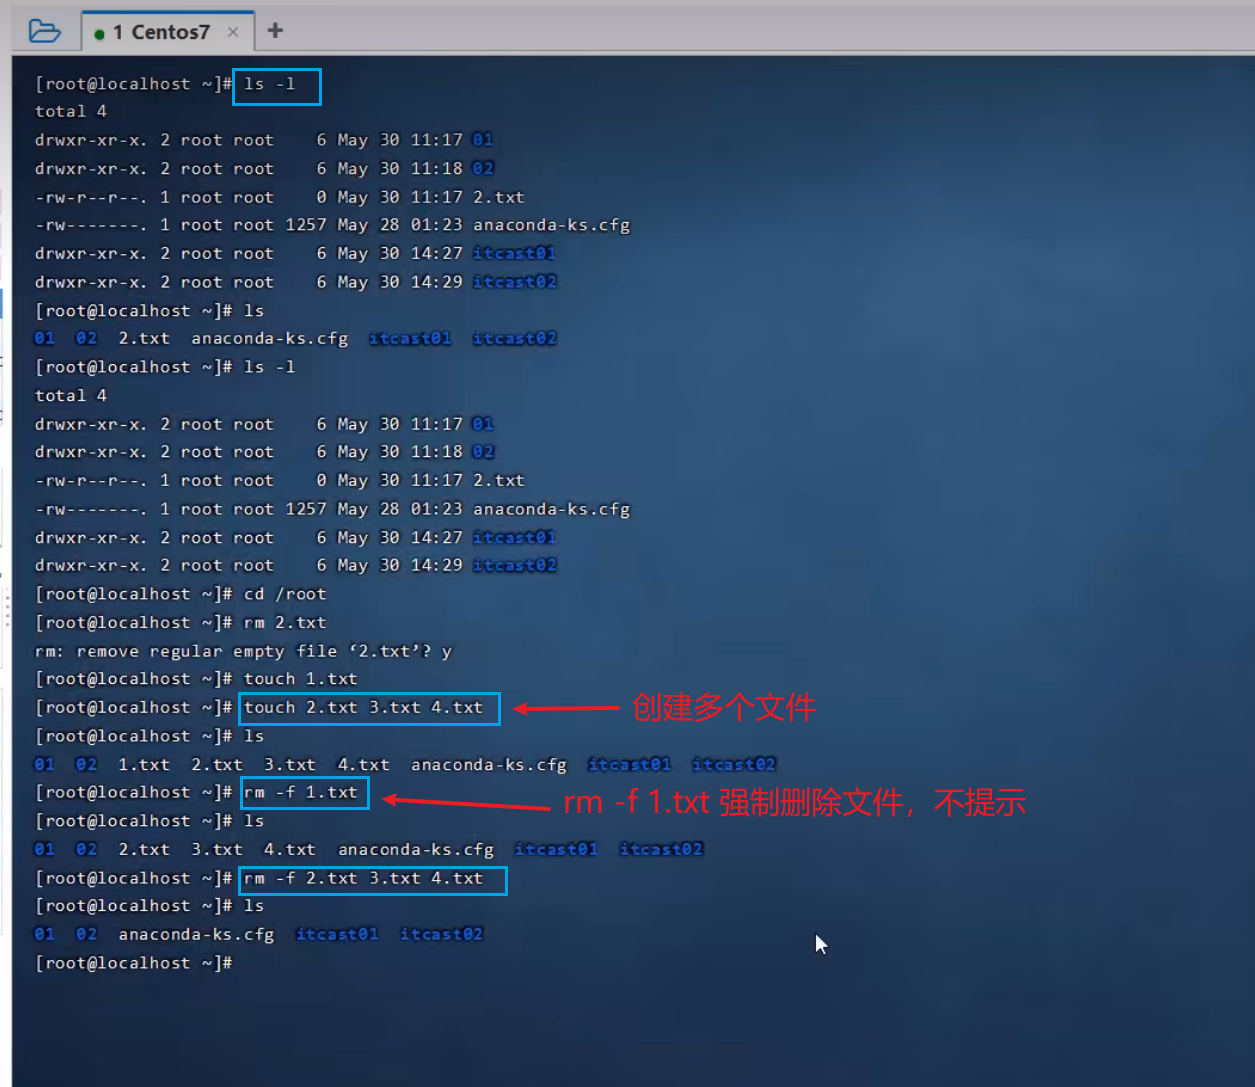 1 Centos7 × +
[root@localhost ~]# ls -l
total 4
drwxr-xr-x. 2 root root    6 May 30 11:17 01
drwxr-xr-x. 2 root root    6 May 30 11:18 02
-rw-r--r--. 1 root root    0 May 30 11:17 2.txt
-rw-------. 1 root root 1257 May 28 01:23 anaconda-ks.cfg
drwxr-xr-x. 2 root root    6 May 30 14:27 itcast01
drwxr-xr-x. 2 root root    6 May 30 14:29 itcast02
[root@localhost ~]# ls
01  02  2.txt  anaconda-ks.cfg  itcast01  itcast02
[root@localhost ~]# ls -l
total 4
drwxr-xr-x. 2 root root    6 May 30 11:17 01
drwxr-xr-x. 2 root root    6 May 30 11:18 02
-rw-r--r--. 1 root root    0 May 30 11:17 2.txt
-rw-------. 1 root root 1257 May 28 01:23 anaconda-ks.cfg
drwxr-xr-x. 2 root root    6 May 30 14:27 itcast01
drwxr-xr-x. 2 root root    6 May 30 14:29 itcast02
[root@localhost ~]# cd /root
[root@localhost ~]# rm 2.txt
rm: remove regular empty file ‘2.txt’? y
[root@localhost ~]# touch 1.txt
[root@localhost ~]# touch 2.txt 3.txt 4.txt 创建多个文件
[root@localhost ~]# ls
01  02  1.txt  2.txt  3.txt  4.txt  anaconda-ks.cfg  itcast01  itcast02
[root@localhost ~]# rm -f 1.txt rm -f 1.txt 强制删除文件，不提示
[root@localhost ~]# ls
01  02  2.txt  3.txt  4.txt  anaconda-ks.cfg  itcast01  itcast02
[root@localhost ~]# rm -f 2.txt 3.txt 4.txt
[root@localhost ~]# ls
01  02  anaconda-ks.cfg  itcast01  itcast02
[root@localhost ~]#